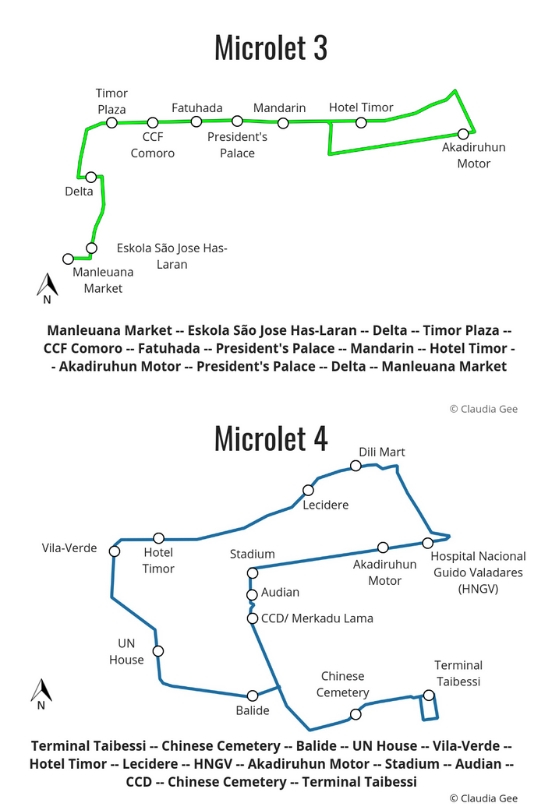 Microlet 3
Timor
Plaza
Fatuhada
Mandarin
Hotel Timor
CCF
Comoro
President's
Palace
Akadiruhun
Motor
Delta
Eskola São Jose Has-
Laran
Manleuana
Market
N
Manleuana Market -- Eskola São Jose Has-Laran -- Delta -- Timor Plaza --
CCF Comoro -- Fatuhada -- President's Palace -- Mandarin -- Hotel Timor -
- Akadiruhun Motor -- President's Palace -- Delta -- Manleuana Market
© Claudia Gee
Microlet 4
Dili Mart
Lecidere
Vila-Verde
Hotel
Timor
Stadium
Akadiruhun
Motor
Hospital Nacional
Guido Valadares
(HNGV)
Audian
CCD/ Merkadu Lama
UN
House
Chinese
Cemetery
Terminal
Taibessi
Balide
N
Terminal Taibessi -- Chinese Cemetery -- Balide -- UN House -- Vila-Verde --
Hotel Timor -- Lecidere -- HNGV -- Akadiruhun Motor -- Stadium -- Audian --
CCD -- Chinese Cemetery -- Terminal Taibessi
© Claudia Gee